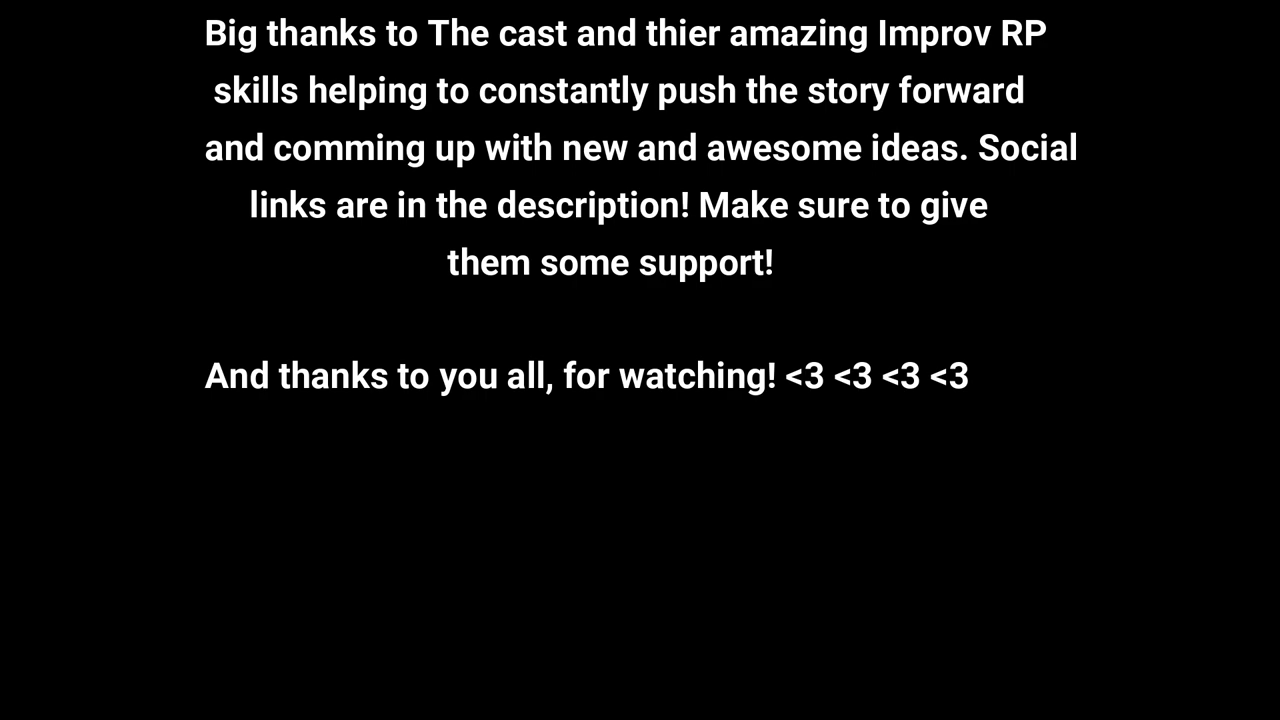 Big thanks to The cast and thier amazing Improv RP
skills helping to constantly push the story forward
and comming up with new and awesome ideas. Social
links are in the description! Make sure to give
them some support!
And thanks to you all, for watching! <3 <3 <3 <3